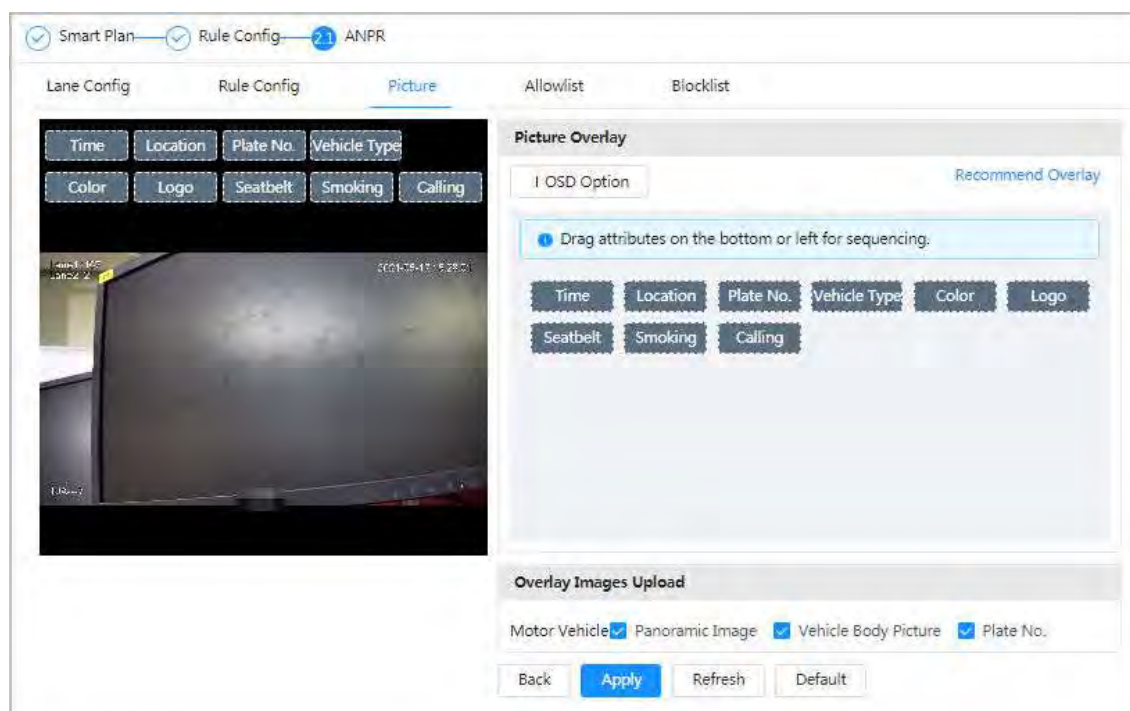 Smart Plan Rule Config 2.1 ANPR
Lane Config Rule Config Picture Allowlist Blocklist
Time Location Plate No. Vehicle Type
Color Logo Seatbelt Smoking Calling
Picture Overlay
OSD Option Recommend Overlay
Drag attributes on the bottom or left for sequencing.
Time Location Plate No. Vehicle Type Color Logo
Seatbelt Smoking Calling
Overlay Images Upload
Motor Vehicle Panoramic Image Vehicle Body Picture Plate No.
Back Apply Refresh Default